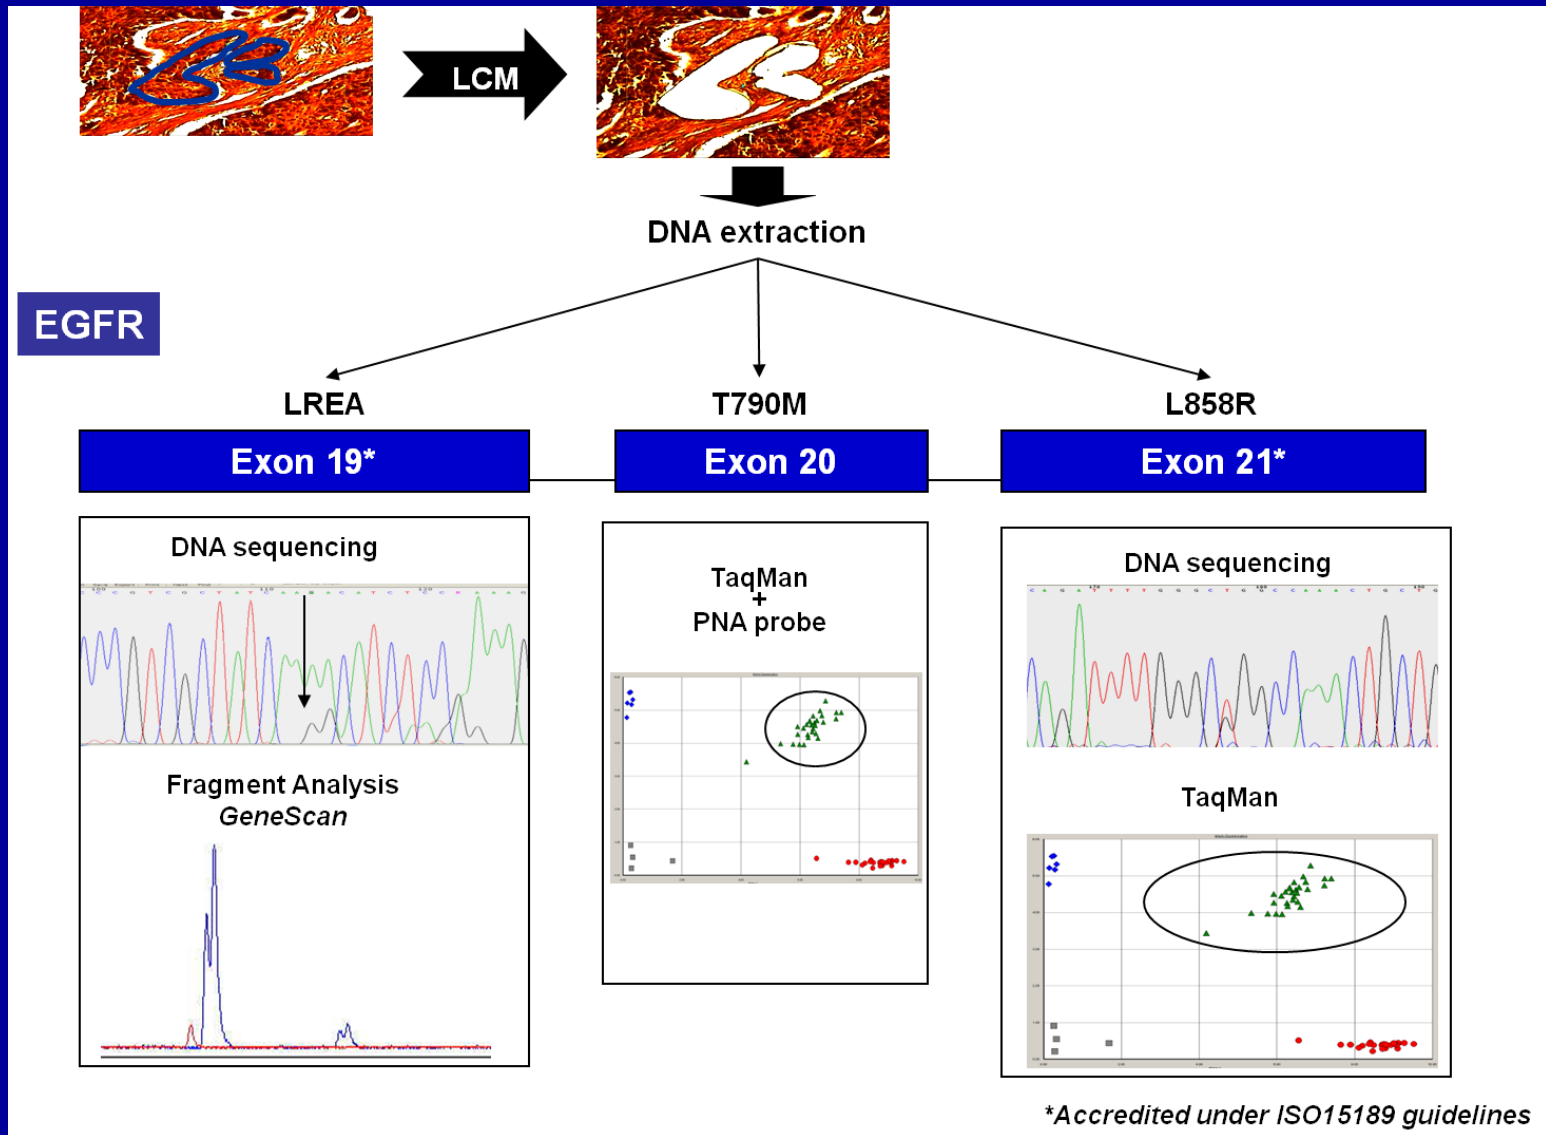 LCM
DNA extraction
EGFR
LREA
T790M
L858R
Exon 19*
Exon 20
Exon 21*
DNA sequencing
Fragment Analysis
GeneScan
TaqMan
+
PNA probe
DNA sequencing
TaqMan
*Accredited under ISO15189 guidelines